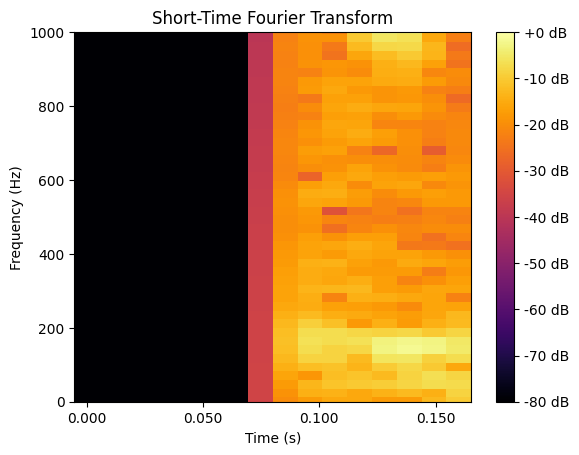 Short-Time Fourier Transform
1000
800
600
400
200
0
Frequency (Hz)
0.000
0.050
0.100
0.150
Time (s)
+0 dB
-10 dB
-20 dB
-30 dB
-40 dB
-50 dB
-60 dB
-70 dB
-80 dB